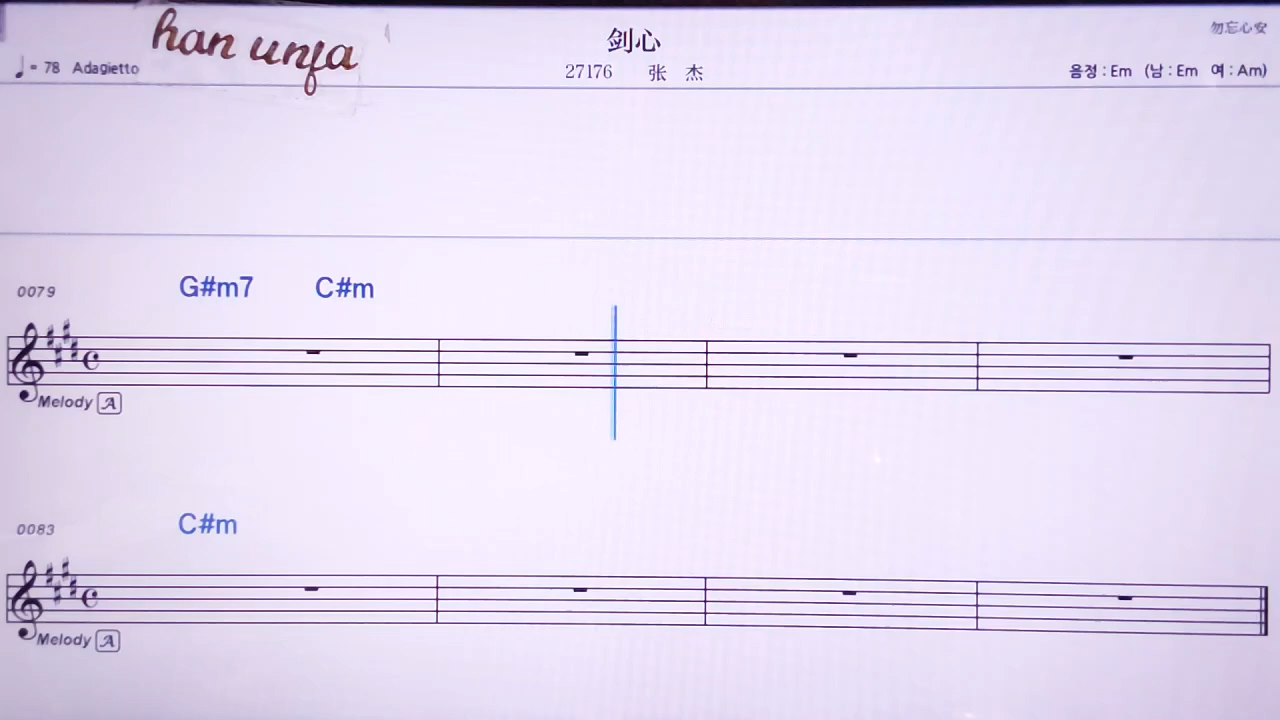 han unfa
剑心
勿忘心安
♩= 78 Adagietto
27176 张 杰
음정 : Em (남 : Em 여 : Am)
0079 G#m7 C#m
Melody A
0083 C#m
Melody A